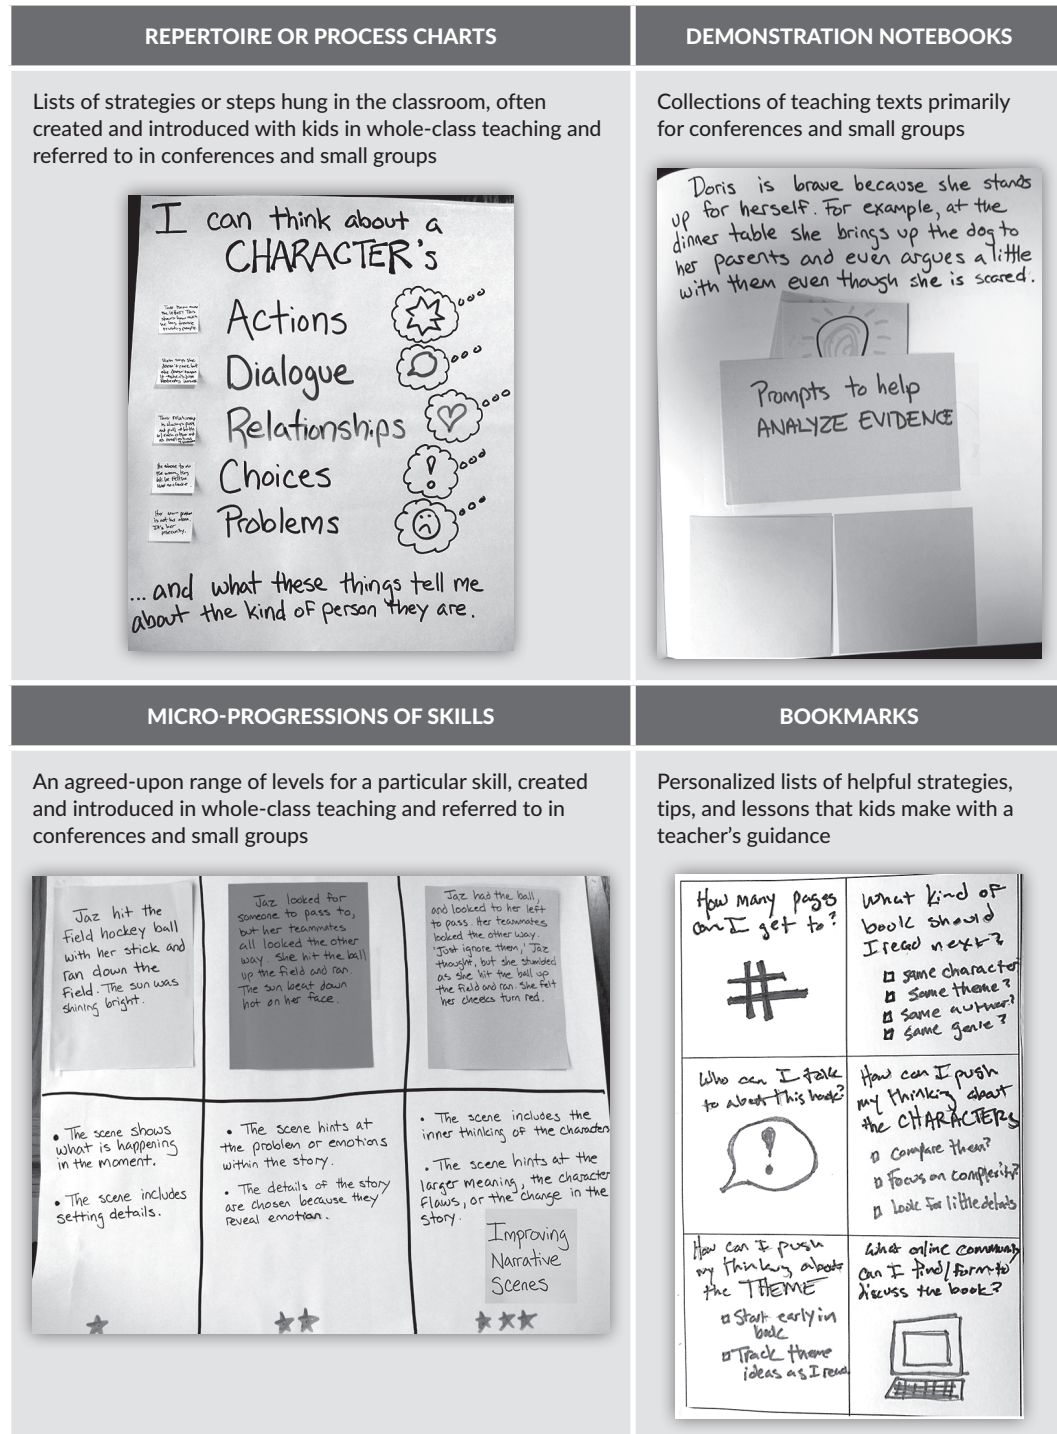 REPERTOIRE OR PROCESS CHARTS
Lists of strategies or steps hung in the classroom, often
created and introduced with kids in whole-class teaching and
referred to in conferences and small groups
I can think about a
CHARACTER's
Actions
Dialogue
Relationships
Choices
Problems
...and what these things tell me
about the kind of person they are.
DEMONSTRATION NOTEBOOKS
Collections of teaching texts primarily
for conferences and small groups
Doris is brave because she stands
up for herself. For example, at the
dinner table she brings up the dog to
her parents and even argues a little
with them even though she is scared.
Prompts to help
ANALYZE EVIDENCE
MICRO-PROGRESSIONS OF SKILLS
An agreed-upon range of levels for a particular skill, created
and introduced in whole-class teaching and referred to in
conferences and small groups
Jaz hit the
field hockey ball
with her stick and
ran down the
field. The sun was
shining bright.
Jaz looked for
someone to pass to,
but her teammates
all looked the other
way. She hit the ball
up the field and ran.
The sun beat down
hot on her face.
Jaz had the ball,
and looked to her left
to pass. Her teammates
looked the other way.
'Just ignore them,' Jaz
thought, but she stumbled
as she hit the ball up
the field and ran. She felt
her cheeks turn red.
• The scene shows
what is happening
in the moment.
• The scene includes
setting details.
• The scene hints at
the problem or emotions
within the story.
• The details of the story
are chosen because they
reveal emotion.
• The scene includes the
inner thinking of the character
• The scene hints at the
larger meaning, the character
flaws, or the change in the
story.
Improving
Narrative
Scenes
BOOKMARKS
Personalized lists of helpful strategies,
tips, and lessons that kids make with a
teacher's guidance
How many pages
can I get to?
#
What kind of
book should
I read next?
same character
same theme?
same author?
same genre?
Who can I talk
to about this book?
!
How can I push
my thinking about
the CHARACTERS
Compare them?
Focus on complexity?
Look for little details
How can I push
my thinking about
the THEME
Start early in
book
Track theme
ideas as I read
What online community
can I find/form to
discuss the book?